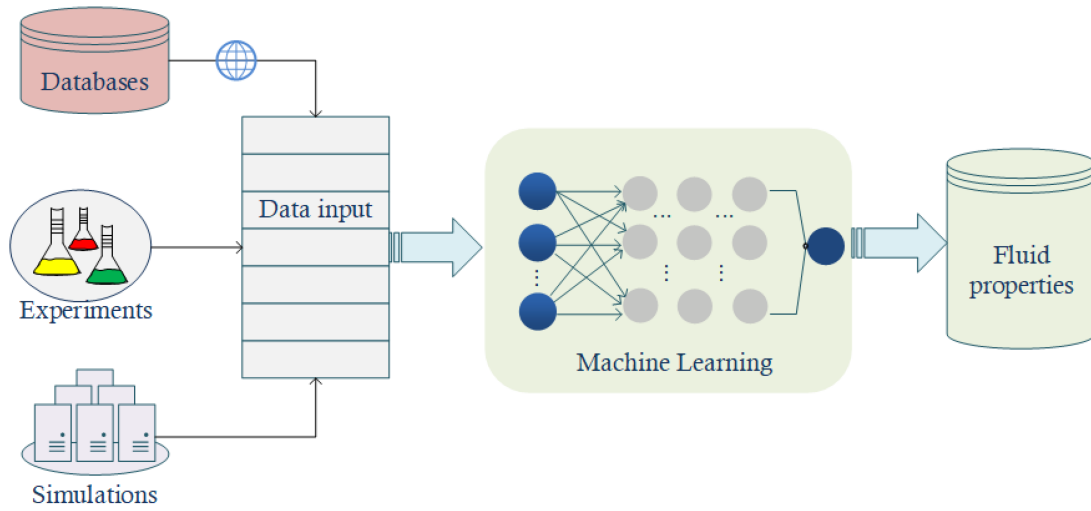 Databases
Data input
Experiments
Simulations
Machine Learning
Fluid
properties